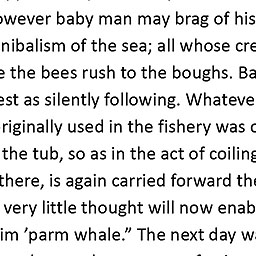 owever baby man may brag of his
nibalism of the sea; all whose cre
e the bees rush to the boughs. Ba
est as silently following. Whateve
riginally used in the fishery was o
the tub, so as in the act of coiling
there, is again carried forward the
very little thought will now enab
im ’parm whale.” The next day wa